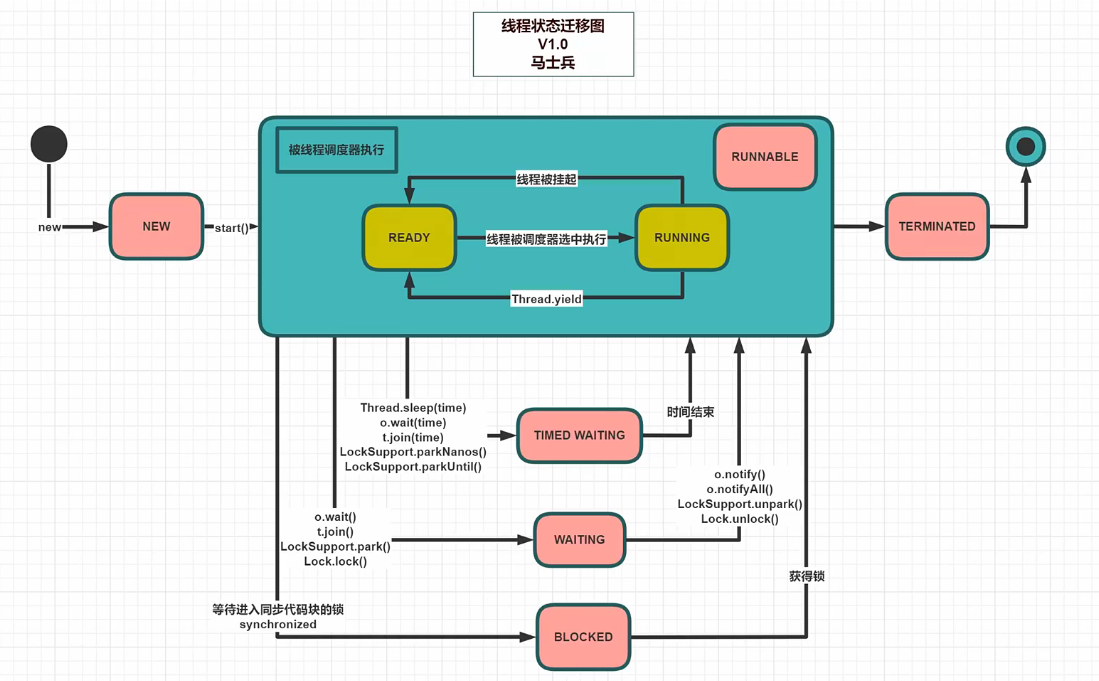 线程状态迁移图
V1.0
马士兵
被线程调度器执行
RUNNABLE
线程被挂起
new
NEW
start()
READY
线程被调度器选中执行
RUNNING
TERMINATED
Thread.yield
Thread.sleep(time)
o.wait(time)
t.join(time)
LockSupport.parkNanos()
LockSupport.parkUntil()
TIMED WAITING
时间结束
o.wait()
t.join()
LockSupport.park()
Lock.lock()
WAITING
o.notify()
o.notifyAll()
LockSupport.unpark()
Lock.unlock()
等待进入同步代码块的锁
synchronized
BLOCKED
获得锁